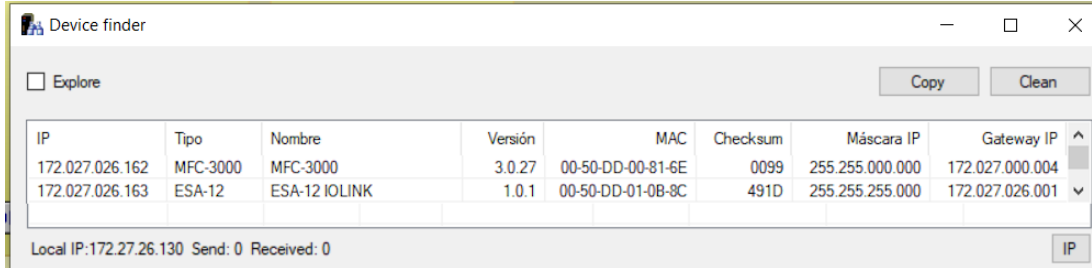 Device finder
Explore Copy Clean
IP Tipo Nombre Versión MAC Checksum Máscara IP Gateway IP
172.027.026.162 MFC-3000 MFC-3000 3.0.27 00-50-DD-00-81-6E 0099 255.255.000.000 172.027.000.004
172.027.026.163 ESA-12 ESA-12 IOLINK 1.0.1 00-50-DD-01-0B-8C 491D 255.255.255.000 172.027.026.001
Local IP:172.27.26.130 Send: 0 Received: 0 IP